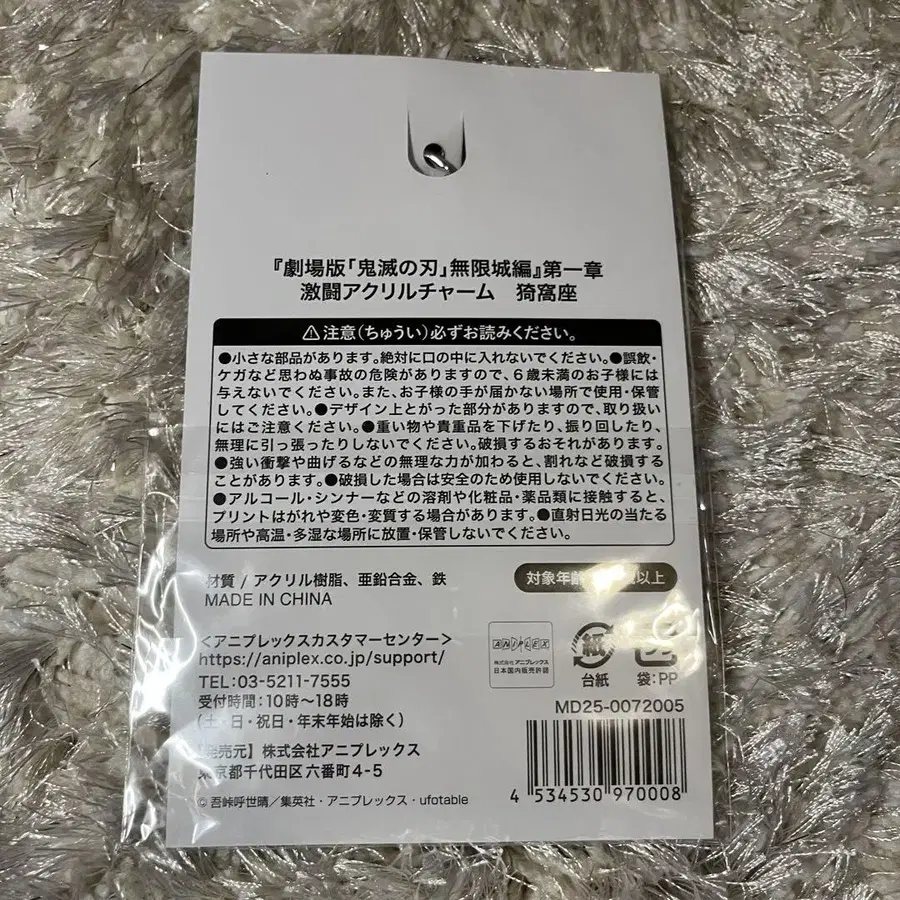 『劇場版「鬼滅の刃」無限城編』第一章
激闘アクリルチャーム 猗窩座
⚠注意(ちゅうい)必ずお読みください。
●小さな部品があります。絶対に口の中に入れないでください。●誤飲・
ケガなど思わぬ事故の危険がありますので、6歳未満のお子様には
与えないでください。また、お子様の手が届かない場所で使用・保管
してください。●デザイン上とがった部分がありますので、取り扱い
にはご注意ください。●重い物や貴重品を下げたり、振り回したり、
無理に引っ張ったりしないでください。破損するおそれがあります。
●強い衝撃や曲げるなどの無理な力が加わると、割れなど破損する
ことがあります。●破損した場合は安全のため使用しないでください。
●アルコール・シンナーなどの溶剤や化粧品・薬品類に接触すると、
プリントはがれや変色・変質する場合があります。●直射日光の当たる
場所や高温・多湿な場所に放置・保管しないでください。
材質 / アクリル樹脂、亜鉛合金、鉄
MADE IN CHINA
対象年齢 以上
<アニプレックスカスタマーセンター>
https://aniplex.co.jp/support/
TEL:03-5211-7555
受付時間:10時~18時
(土・日・祝日・年末年始は除く)
【発売元】株式会社アニプレックス
東京都千代田区六番町4-5
© 吾峠呼世晴/集英社・アニプレックス・ufotable
ANIPLEX
株式会社アニプレックス
日本国内販売許諾
紙
台紙
袋:PP
MD25-0072005
4 534530 970008